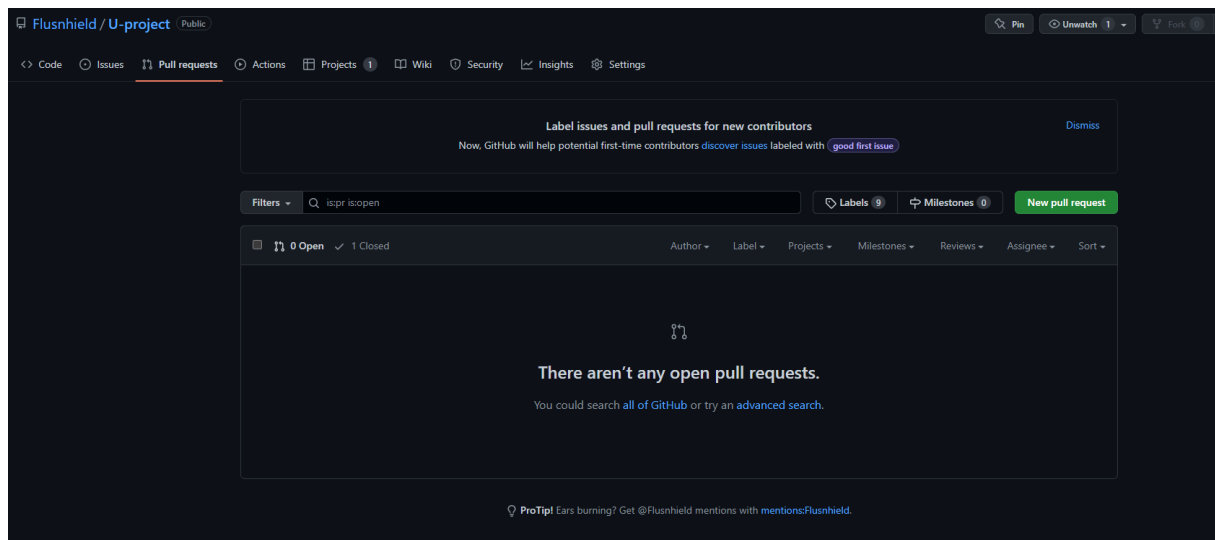 Flusnhield / U-project Public
Pin
Unwatch 1
Fork 0
Code
Issues
Pull requests
Actions
Projects 1
Wiki
Security
Insights
Settings
Label issues and pull requests for new contributors
Dismiss
Now, GitHub will help potential first-time contributors discover issues labeled with good first issue
Filters
is:pr is:open
Labels 9
Milestones 0
New pull request
0 Open
1 Closed
Author
Label
Projects
Milestones
Reviews
Assignee
Sort
There aren’t any open pull requests.
You could search all of GitHub or try an advanced search.
ProTip! Ears burning? Get @Flusnhield mentions with mentions:Flusnhield.